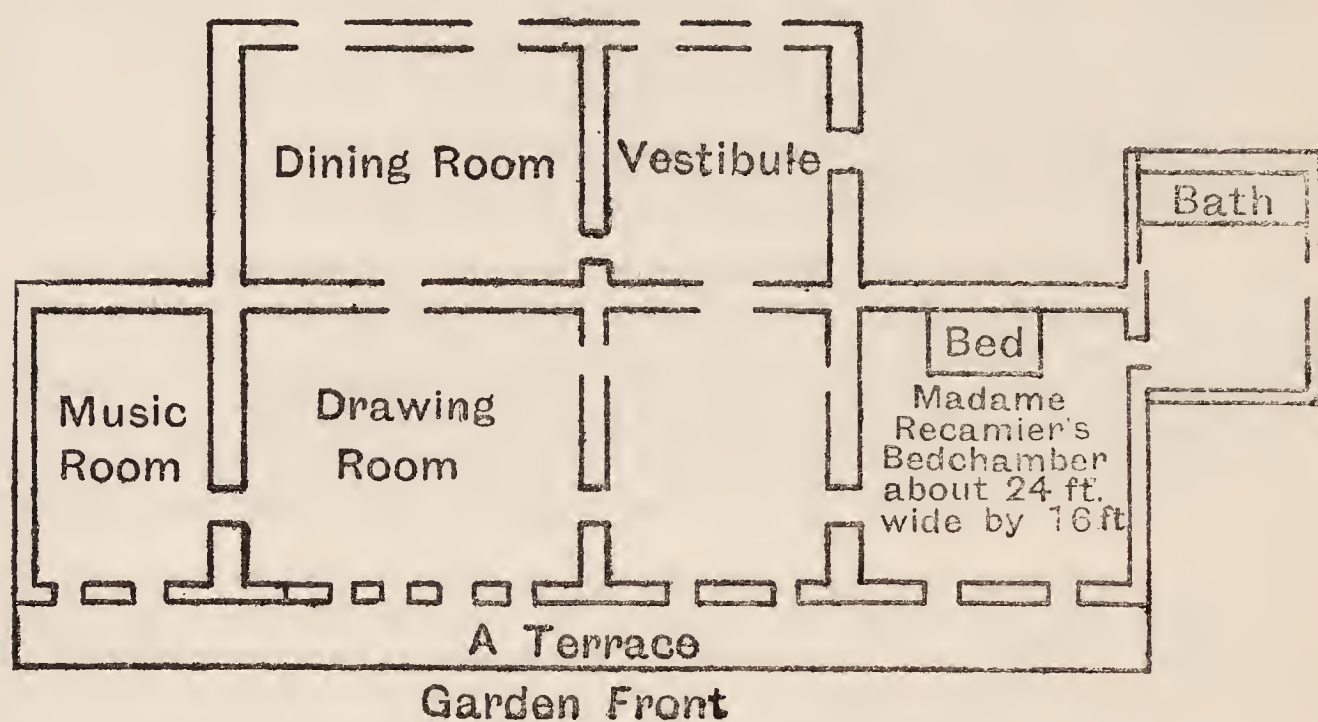 Dining Room
Vestibule
Bath
Music
Room
Drawing
Room
Bed
Madame
Recamier's
Bedchamber
about 24 ft.
wide by 16 ft
A Terrace
Garden Front